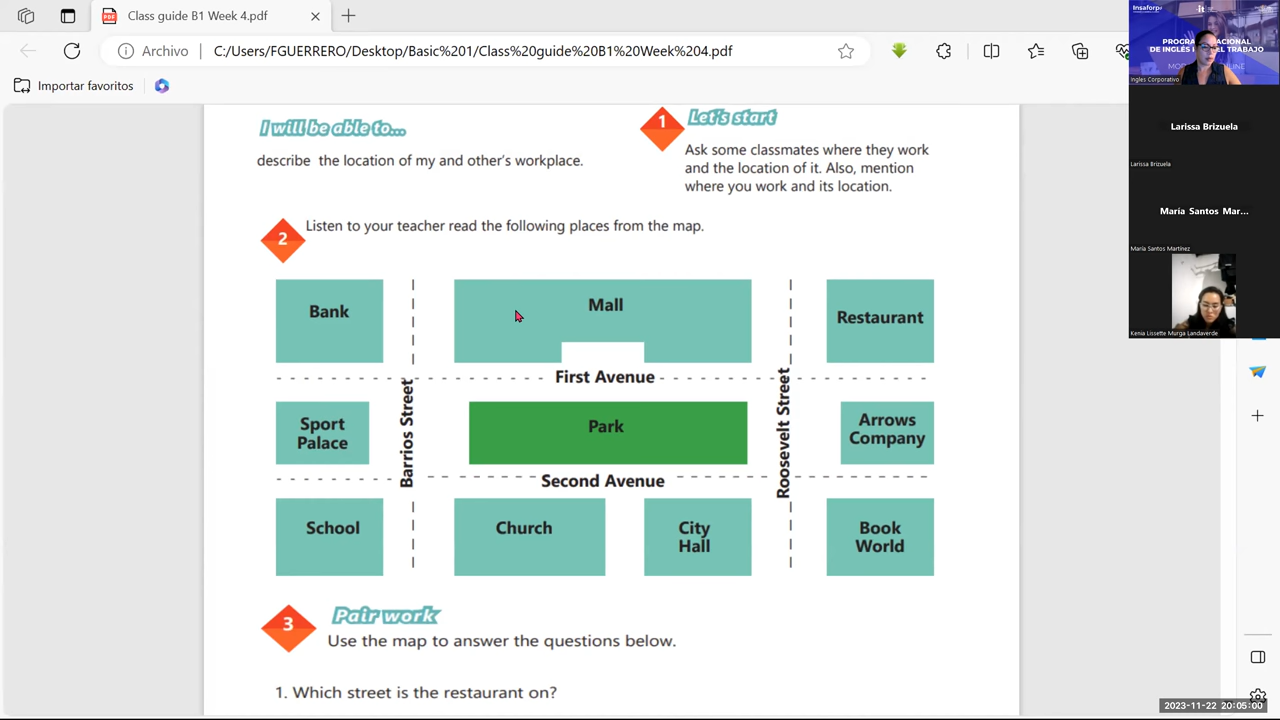 Class guide B1 Week 4.pdf
Archivo
C:/Users/FGUERRERO/Desktop/Basic%201/Class%20guide%20B1%20Week%204.pdf
Importar favoritos
I will be able to...
describe the location of my and other's workplace.
1
Let's start
Ask some classmates where they work
and the location of it. Also, mention
where you work and its location.
2
Listen to your teacher read the following places from the map.
Bank
Mall
Restaurant
First Avenue
Barrios Street
Roosevelt Street
Sport
Palace
Park
Arrows
Company
Second Avenue
School
Church
City
Hall
Book
World
3
Pair work
Use the map to answer the questions below.
1. Which street is the restaurant on?
Ingles Corporativo
Larissa Brizuela
Larissa Brizuela
María Santos Mar...
María Santos Martínez
Kenia Lissette Murga Landaverde
2023-11-22 20:05:00